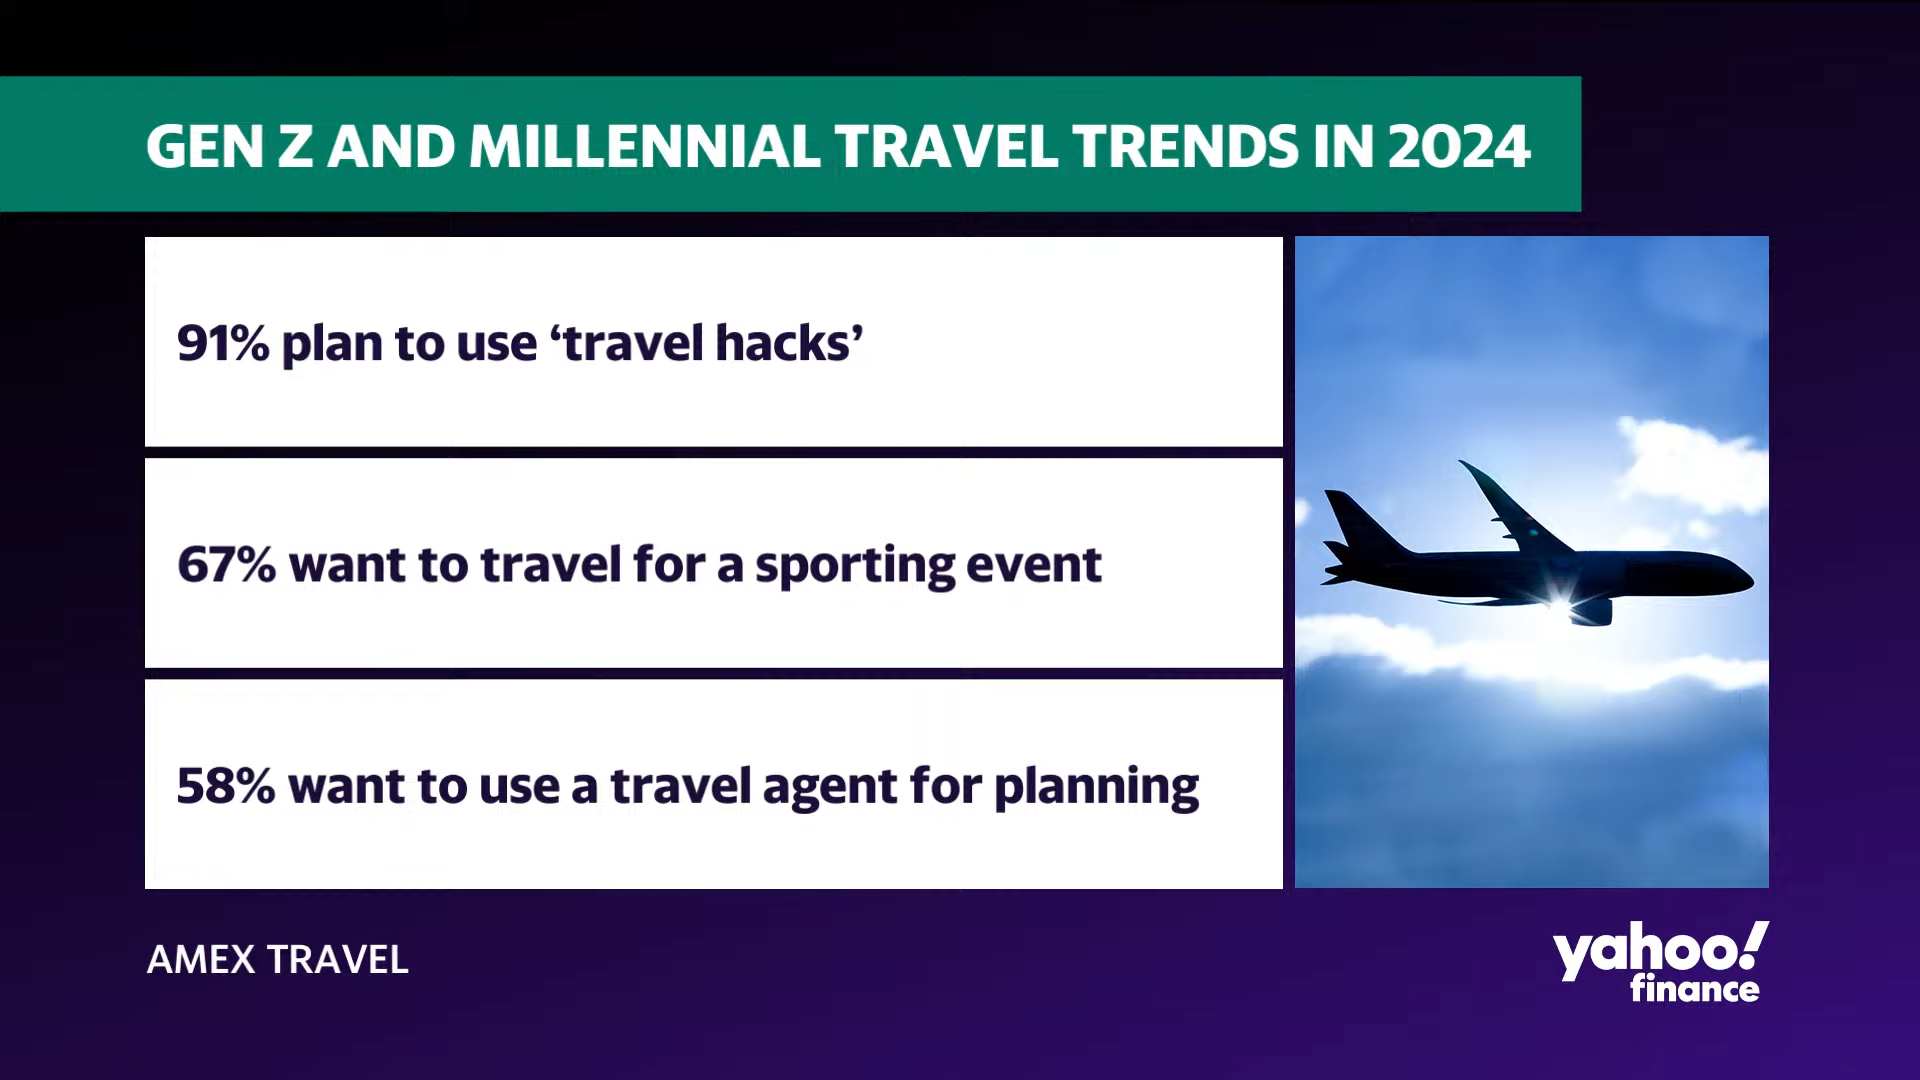 GEN Z AND MILLENNIAL TRAVEL TRENDS IN 2024
91% plan to use ‘travel hacks’
67% want to travel for a sporting event
58% want to use a travel agent for planning
AMEX TRAVEL
yahoo!
finance